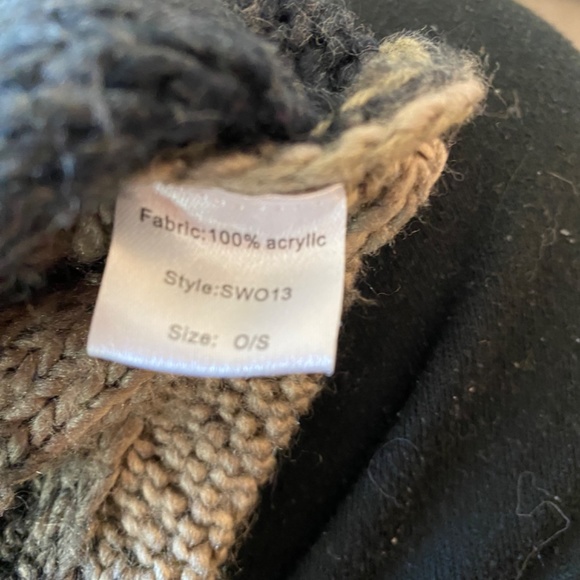 Fabric:100% acrylic
Style:SWO13
Size: O/S